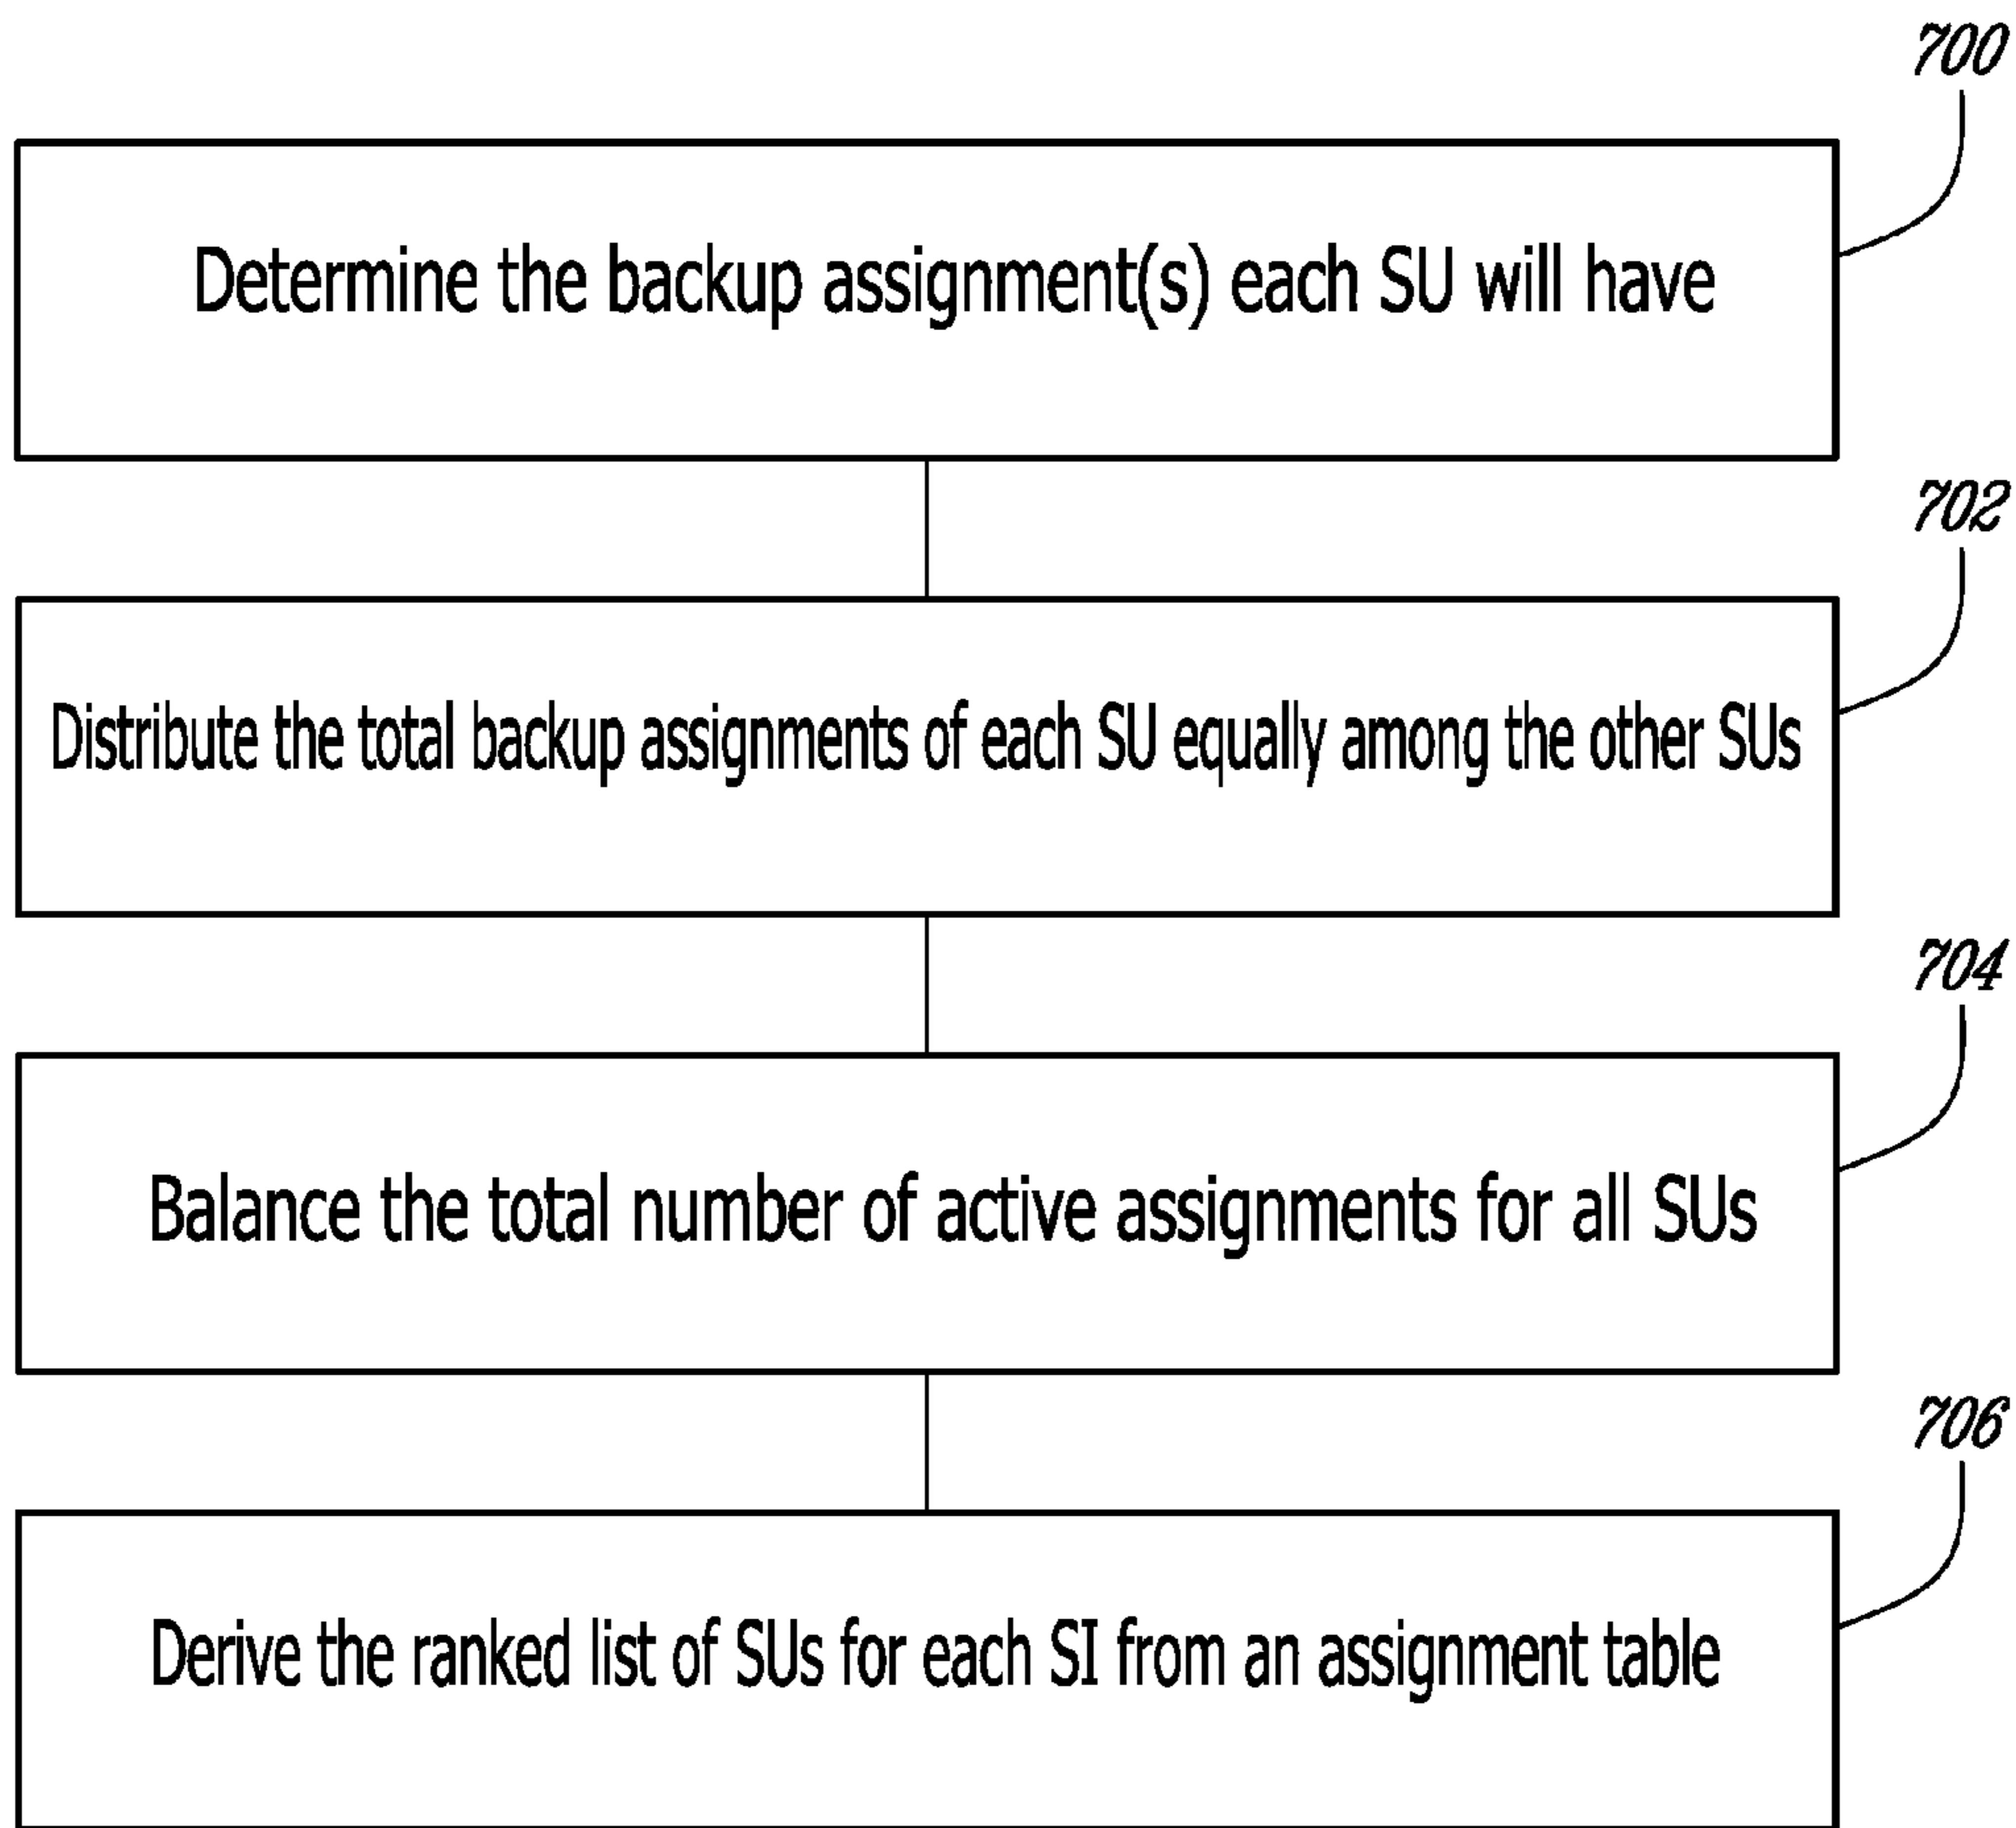 700
Determine the backup assignment(s) each SU will have
702
Distribute the total backup assignments of each SU equally among the other SUs
704
Balance the total number of active assignments for all SUs
706
Derive the ranked list of SUs for each SI from an assignment table